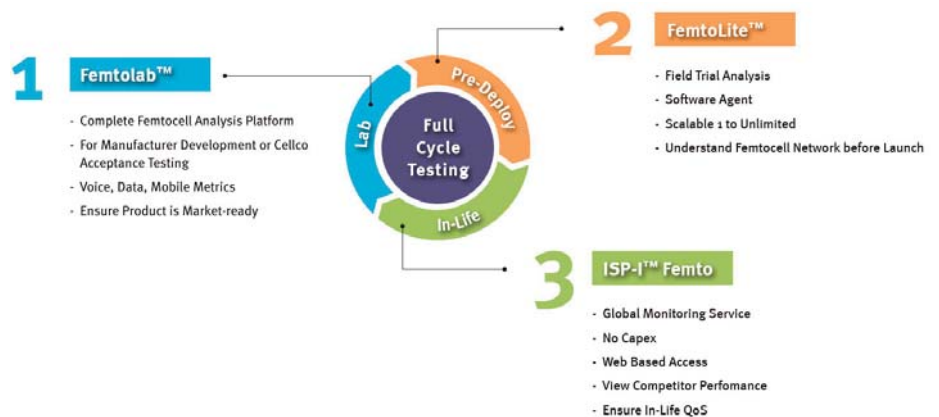 1
Femtolab™
- Complete Femtocell Analysis Platform
- For Manufacturer Development or Cellco
Acceptance Testing
- Voice, Data, Mobile Metrics
- Ensure Product is Market-ready
Lab
Pre-Deploy
In-Life
Full
Cycle
Testing
2
FemtoLite™
- Field Trial Analysis
- Software Agent
- Scalable 1 to Unlimited
- Understand Femtocell Network before Launch
3
ISP-I™ Femto
- Global Monitoring Service
- No Capex
- Web Based Access
- View Competitor Perfomance
- Ensure In-Life QoS